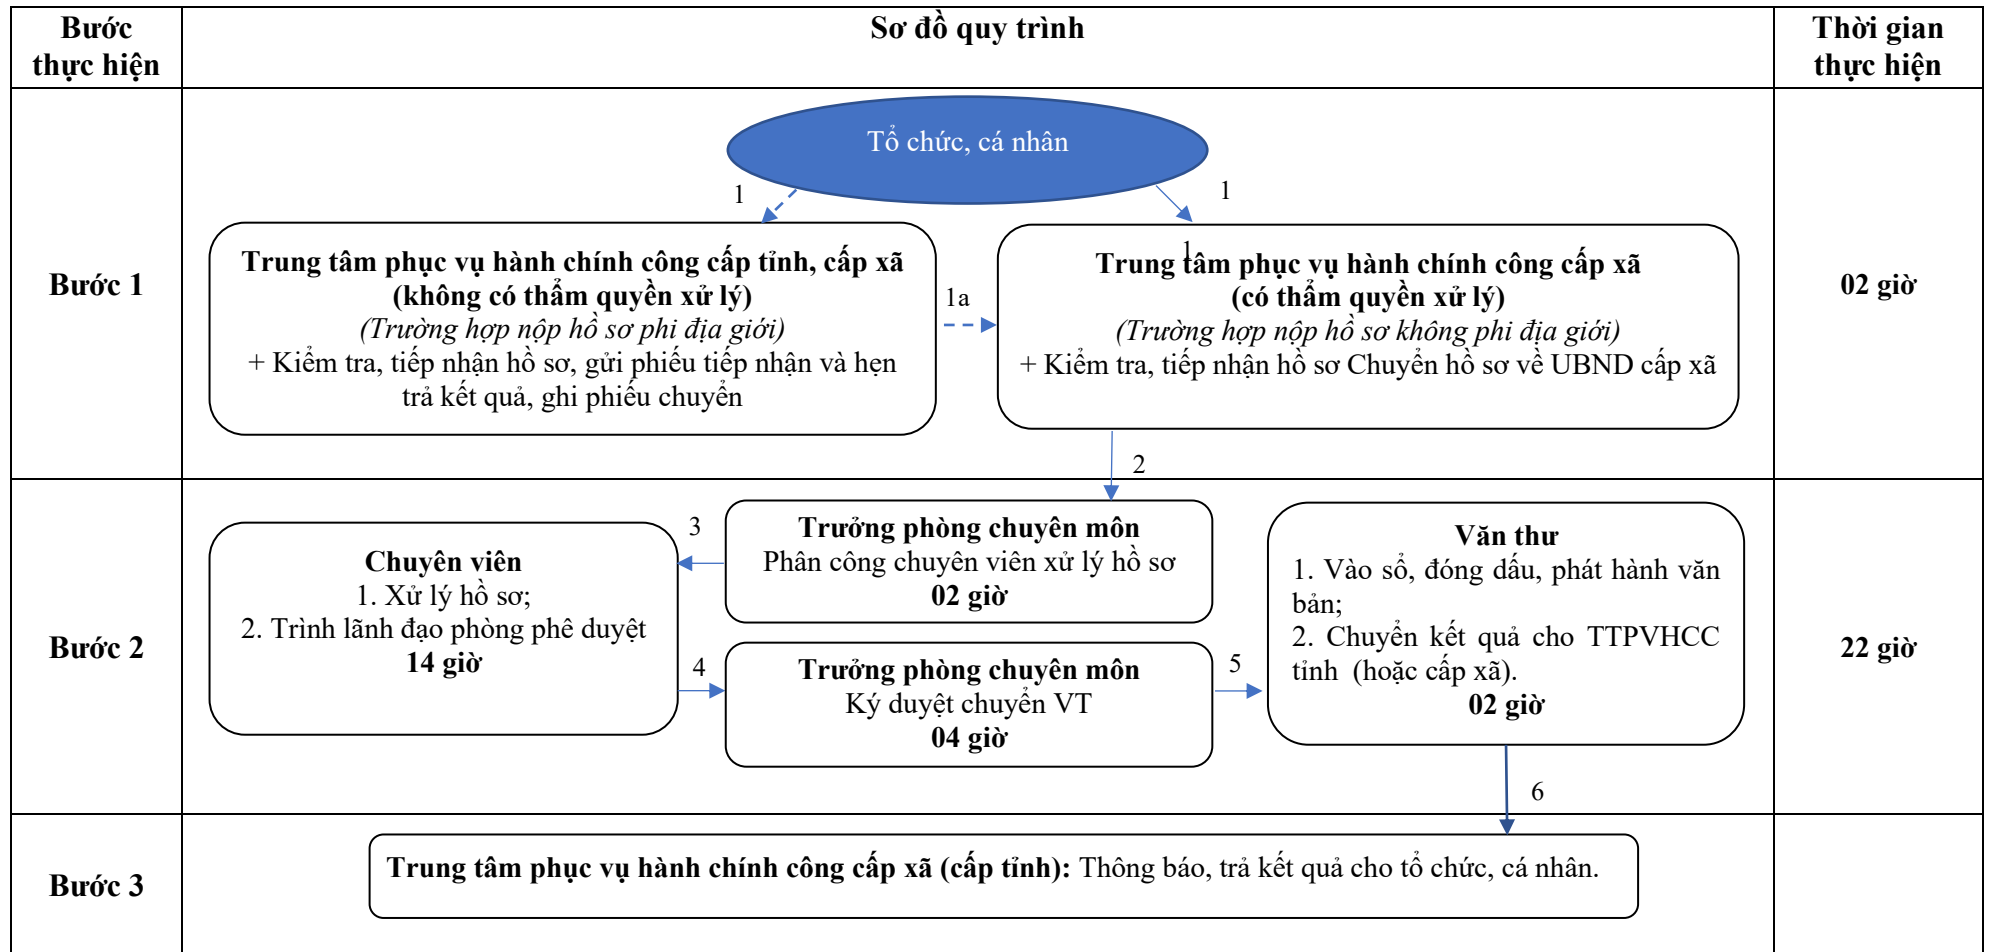 Bước
thực hiện
Sơ đồ quy trình
Thời gian
thực hiện
Bước 1
Tổ chức, cá nhân
1
1
Trung tâm phục vụ hành chính công cấp tỉnh, cấp xã
(không có thẩm quyền xử lý)
(Trường hợp nộp hồ sơ phi địa giới)
+ Kiểm tra, tiếp nhận hồ sơ, gửi phiếu tiếp nhận và hẹn
trả kết quả, ghi phiếu chuyển
1a
1
Trung tâm phục vụ hành chính công cấp xã
(có thẩm quyền xử lý)
(Trường hợp nộp hồ sơ không phi địa giới)
+ Kiểm tra, tiếp nhận hồ sơ Chuyển hồ sơ về UBND cấp xã
02 giờ
2
Bước 2
Chuyên viên
1. Xử lý hồ sơ;
2. Trình lãnh đạo phòng phê duyệt
14 giờ
3
Trưởng phòng chuyên môn
Phân công chuyên viên xử lý hồ sơ
02 giờ
4
Trưởng phòng chuyên môn
Ký duyệt chuyển VT
04 giờ
5
Văn thư
1. Vào sổ, đóng dấu, phát hành văn
bản;
2. Chuyển kết quả cho TTPVHCC
tỉnh (hoặc cấp xã).
02 giờ
22 giờ
6
Bước 3
Trung tâm phục vụ hành chính công cấp xã (cấp tỉnh): Thông báo, trả kết quả cho tổ chức, cá nhân.